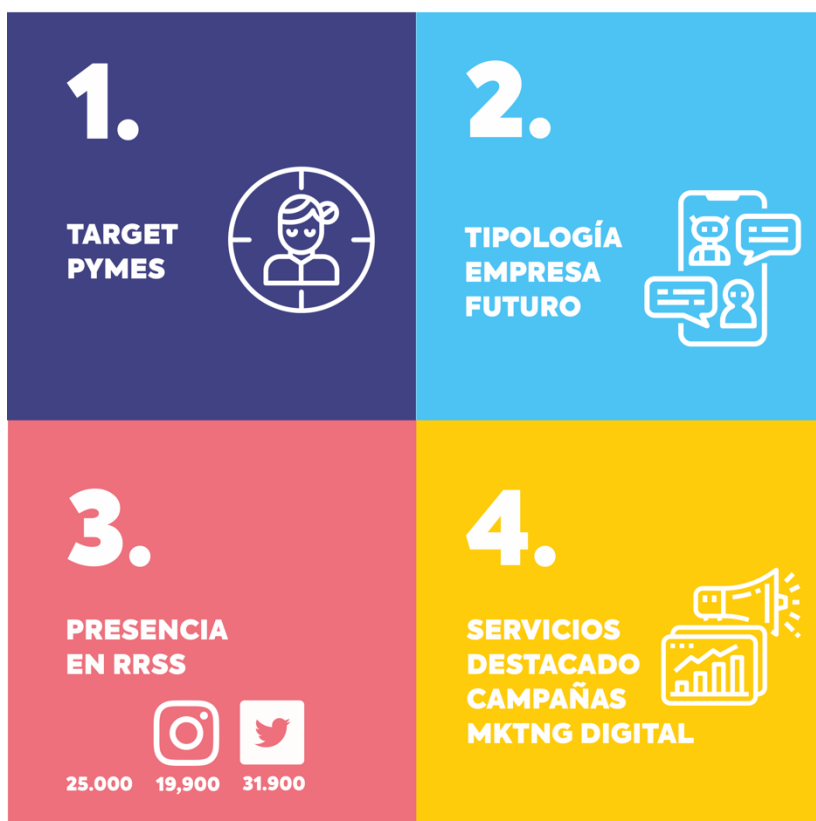 1.
TARGET
PYMES
2.
TIPOLOGÍA
EMPRESA
FUTURO
3.
PRESENCIA
EN RRSS
25.000 19,900 31.900
4.
SERVICIOS
DESTACADO
CAMPAÑAS
MKTNG DIGITAL